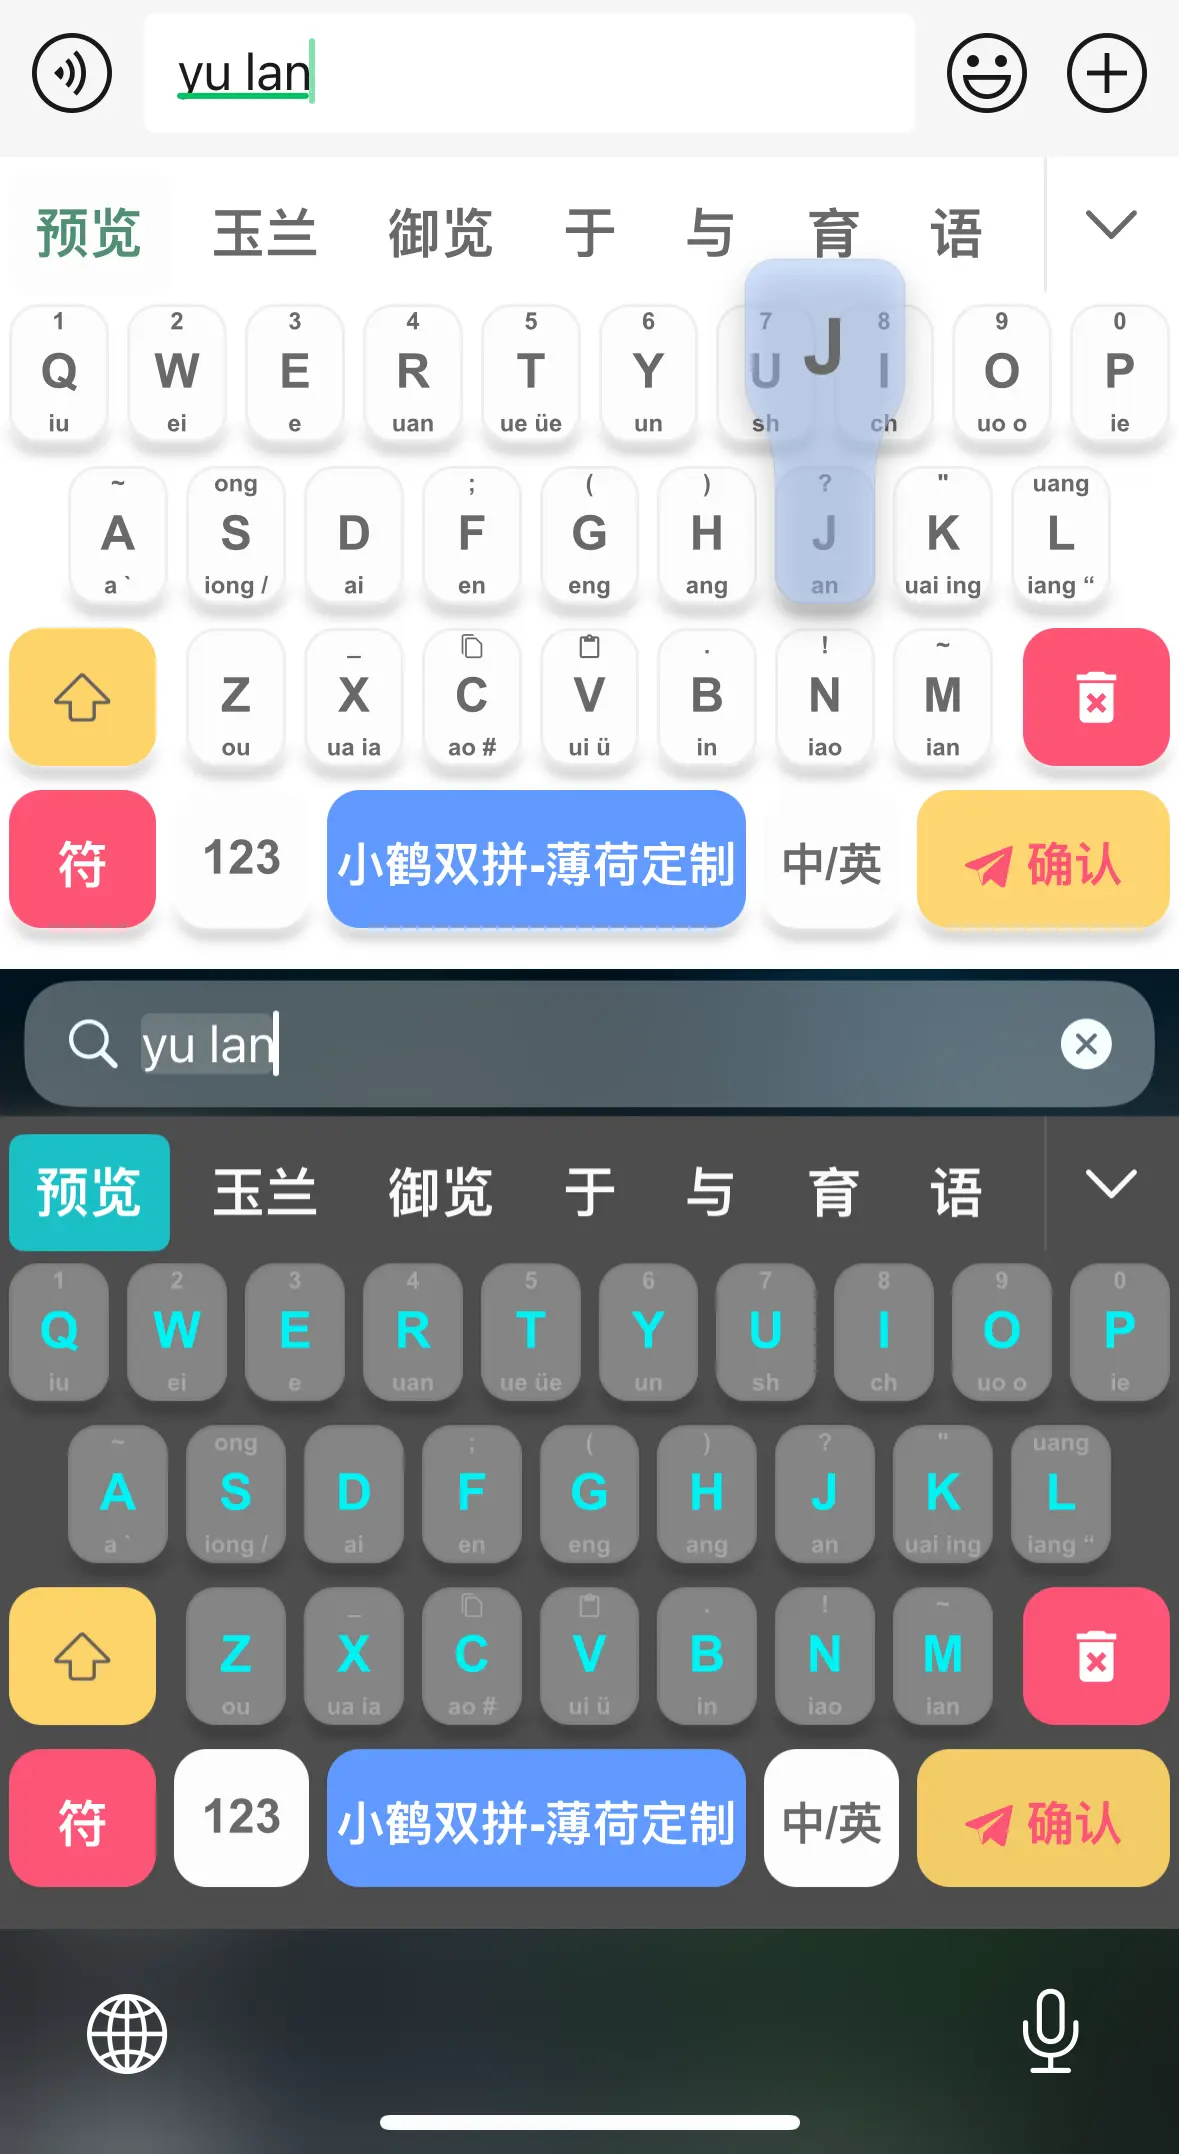 yu lan
预览 玉兰 御览 于 与 育 语
1 2 3 4 5 6 7 8 9 0
Q W E R T Y U J I O P
iu ei e uan ue üe un sh ch uo o ie
~ ong ; ( ) ? " uang
A S D F G H J K L
a ` iong / ai en eng ang an uai ing iang “
_ . ! ~
Z X C V B N M
ou ua ia ao # ui ü in iao ian
符 123 小鹤双拼-薄荷定制 中/英 确认
yu lan
预览 玉兰 御览 于 与 育 语
1 2 3 4 5 6 7 8 9 0
Q W E R T Y U I O P
iu ei e uan ue üe un sh ch uo o ie
~ ong ; ( ) ? " uang
A S D F G H J K L
a ` iong / ai en eng ang an uai ing iang “
_ . ! ~
Z X C V B N M
ou ua ia ao # ui ü in iao ian
符 123 小鹤双拼-薄荷定制 中/英 确认